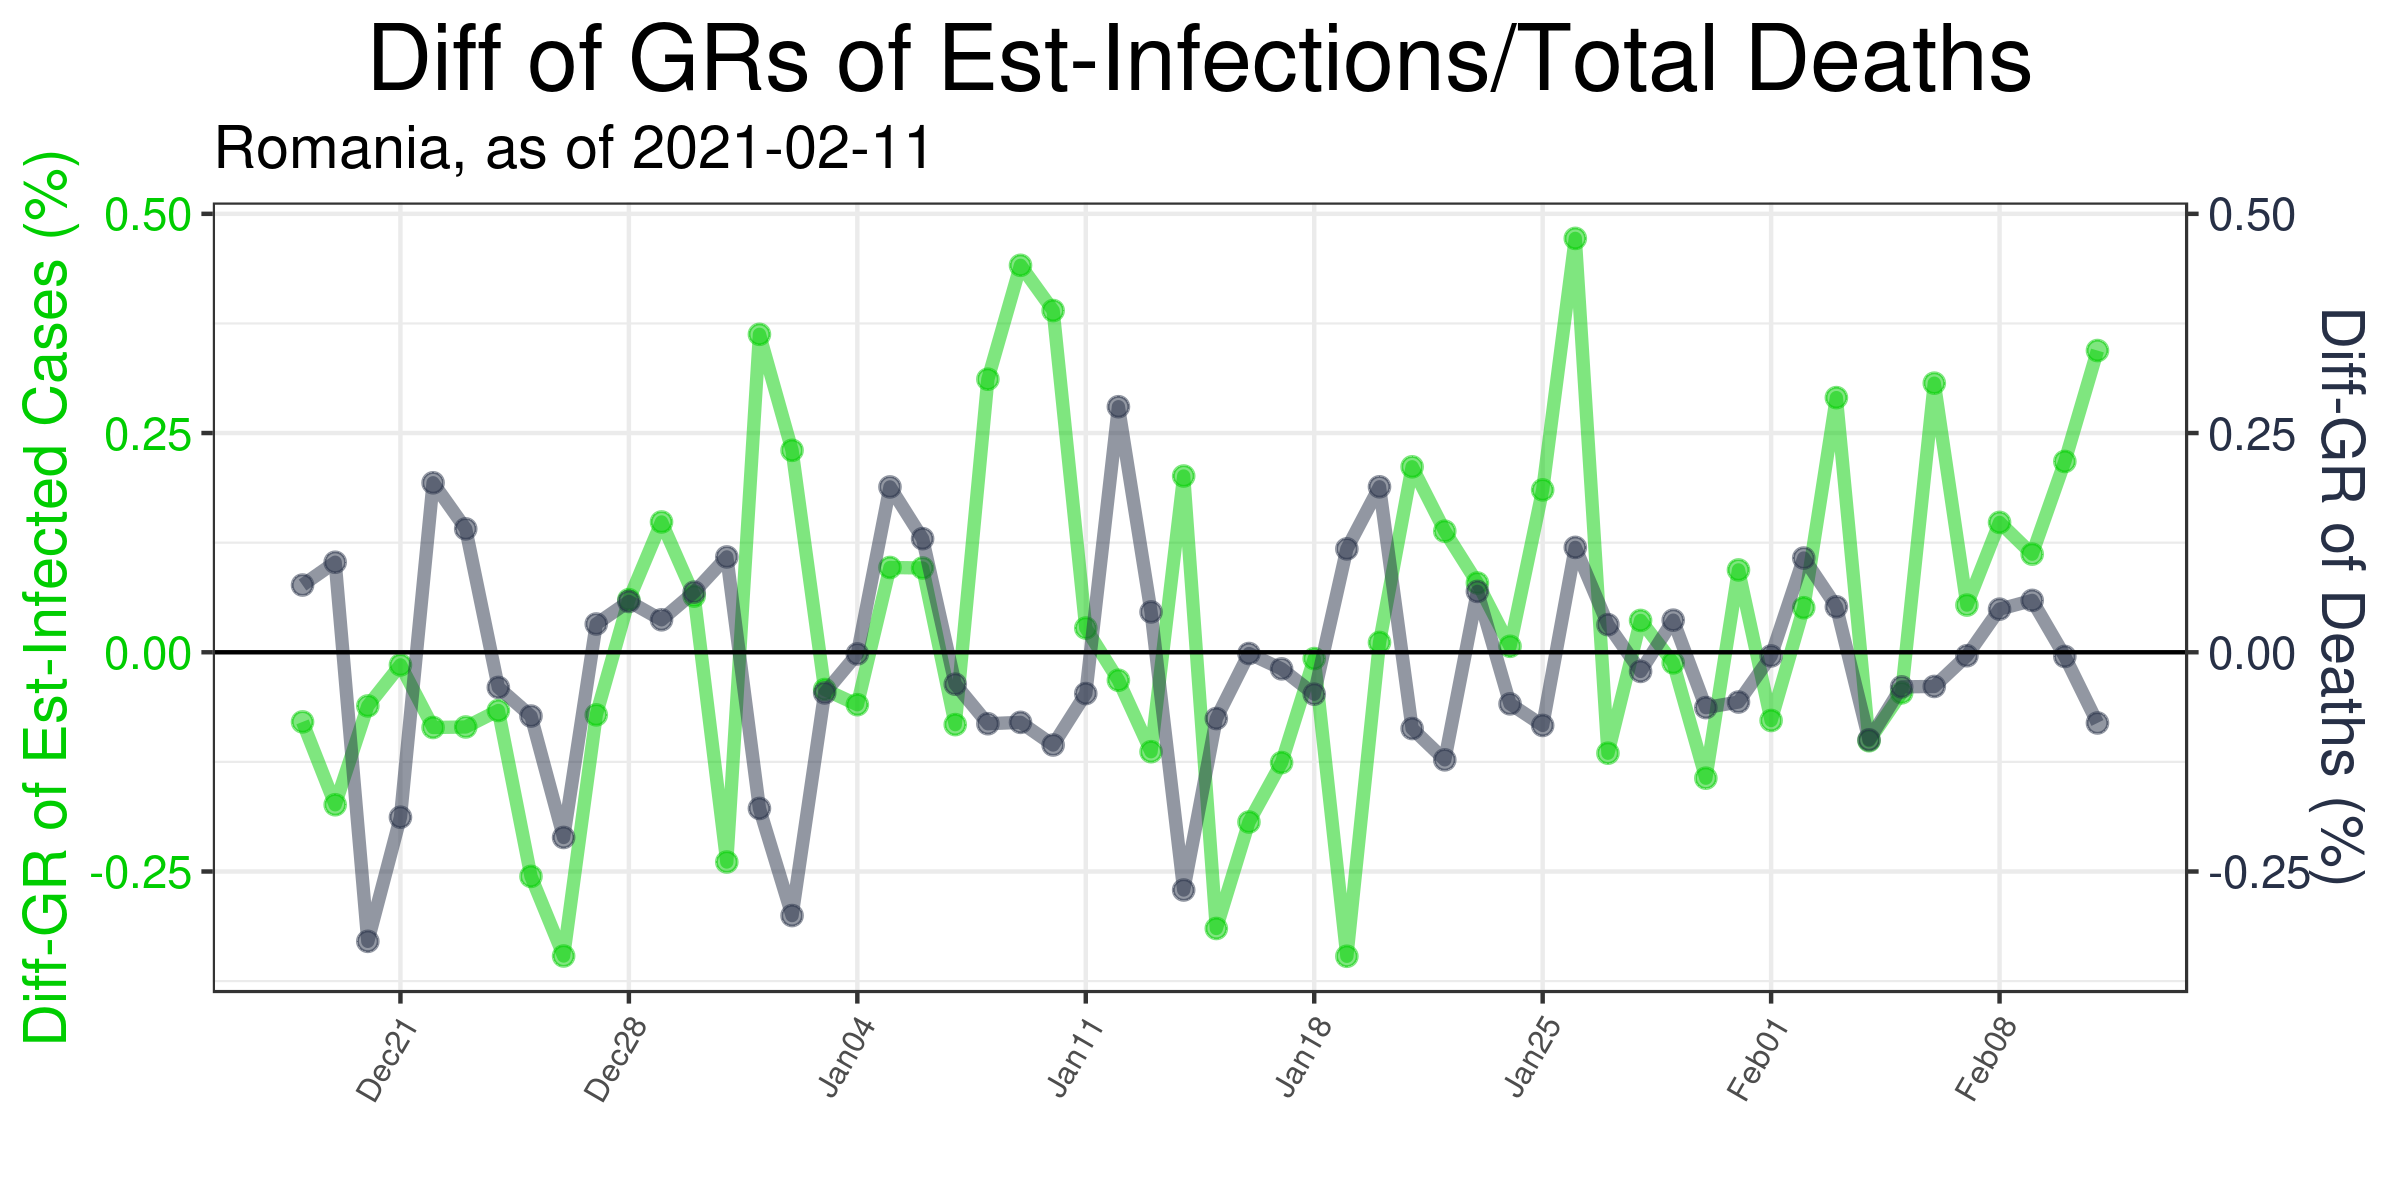 Diff of GRs of Est-Infections/Total Deaths
Romania, as of 2021-02-11
Diff-GR of Est-Infected Cases (%)
0.50
0.25
0.00
-0.25
0.50
0.25
0.00
-0.25
Diff-GR of Deaths (%)
Dec21
Dec28
Jan04
Jan11
Jan18
Jan25
Feb01
Feb08